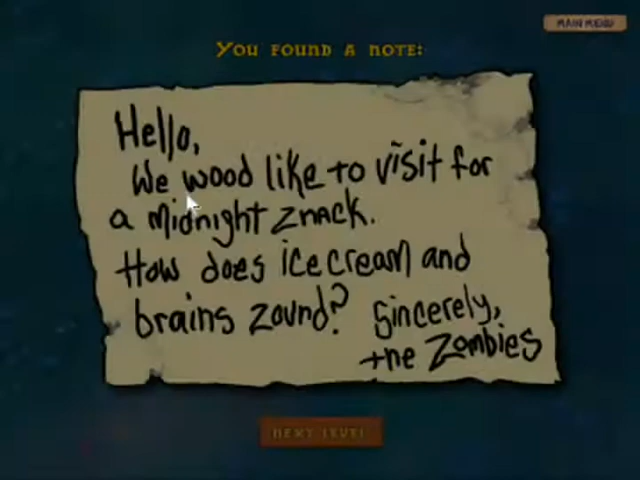 MAIN MENU
YOU FOUND A NOTE:
Hello,
We wood like to visit for
a midnight znack.
How does icecream and
brains zound? Sincerely,
the Zombies
NEXT LEVEL